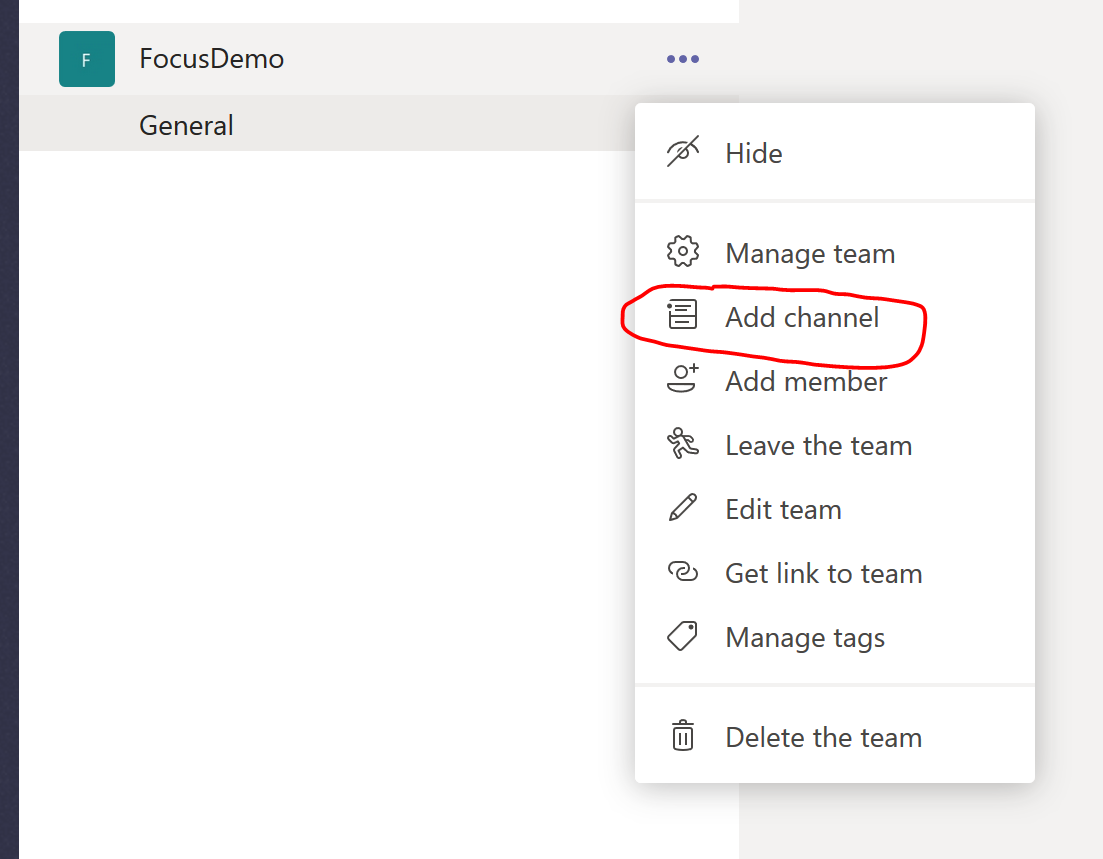 F
FocusDemo
General
Hide
Manage team
Add channel
Add member
Leave the team
Edit team
Get link to team
Manage tags
Delete the team